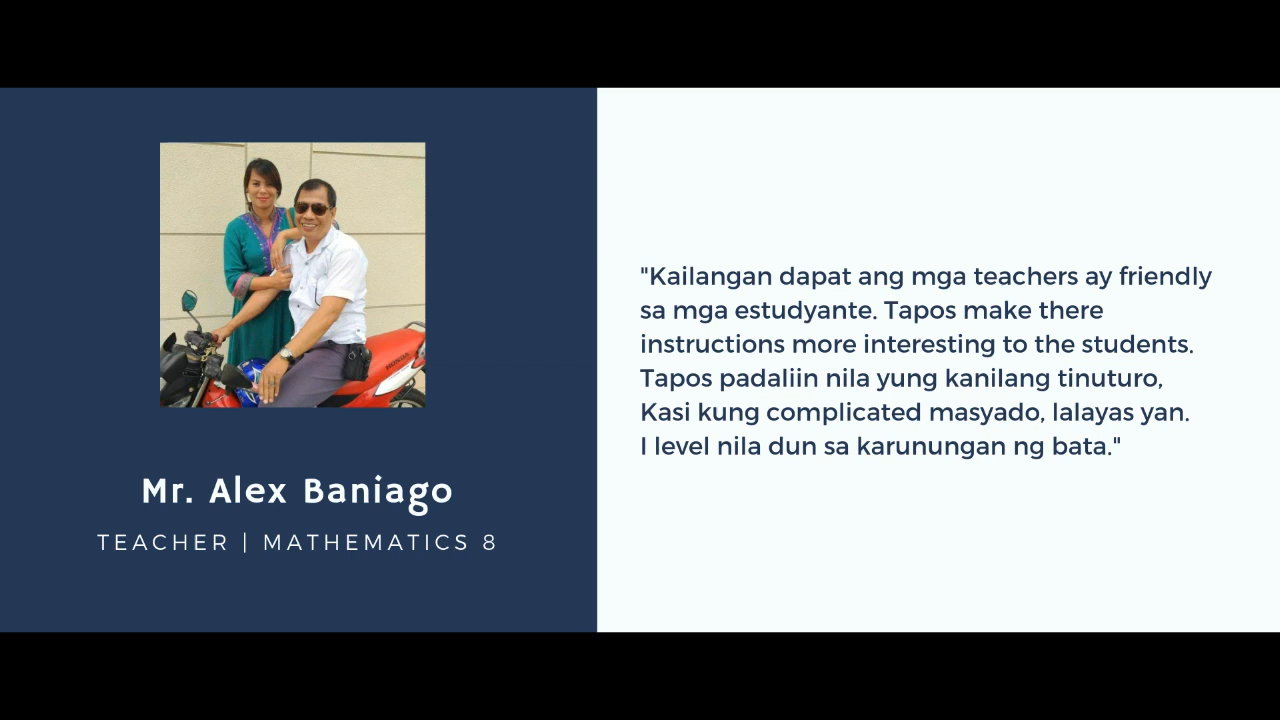 HONDA
Mr. Alex Baniago
TEACHER | MATHEMATICS 8
"Kailangan dapat ang mga teachers ay friendly
sa mga estudyante. Tapos make there
instructions more interesting to the students.
Tapos padaliin nila yung kanilang tinuturo,
Kasi kung complicated masyado, lalayas yan.
I level nila dun sa karunungan ng bata."